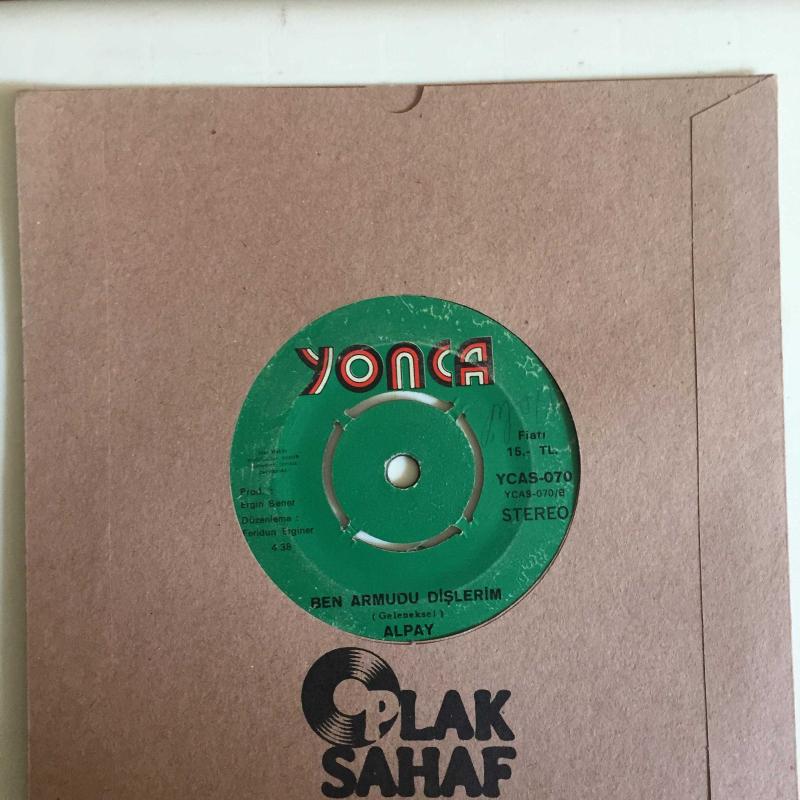 YONCA
Fiatı
15.- TL.
YCAS-070
YCAS-070/B
STEREO
Prod. :
Ergin Bener
Düzenleme :
Feridun Erginer
4.38
BEN ARMUDU DİŞLERİM
( Geleneksel )
ALPAY
PLAK
SAHAF